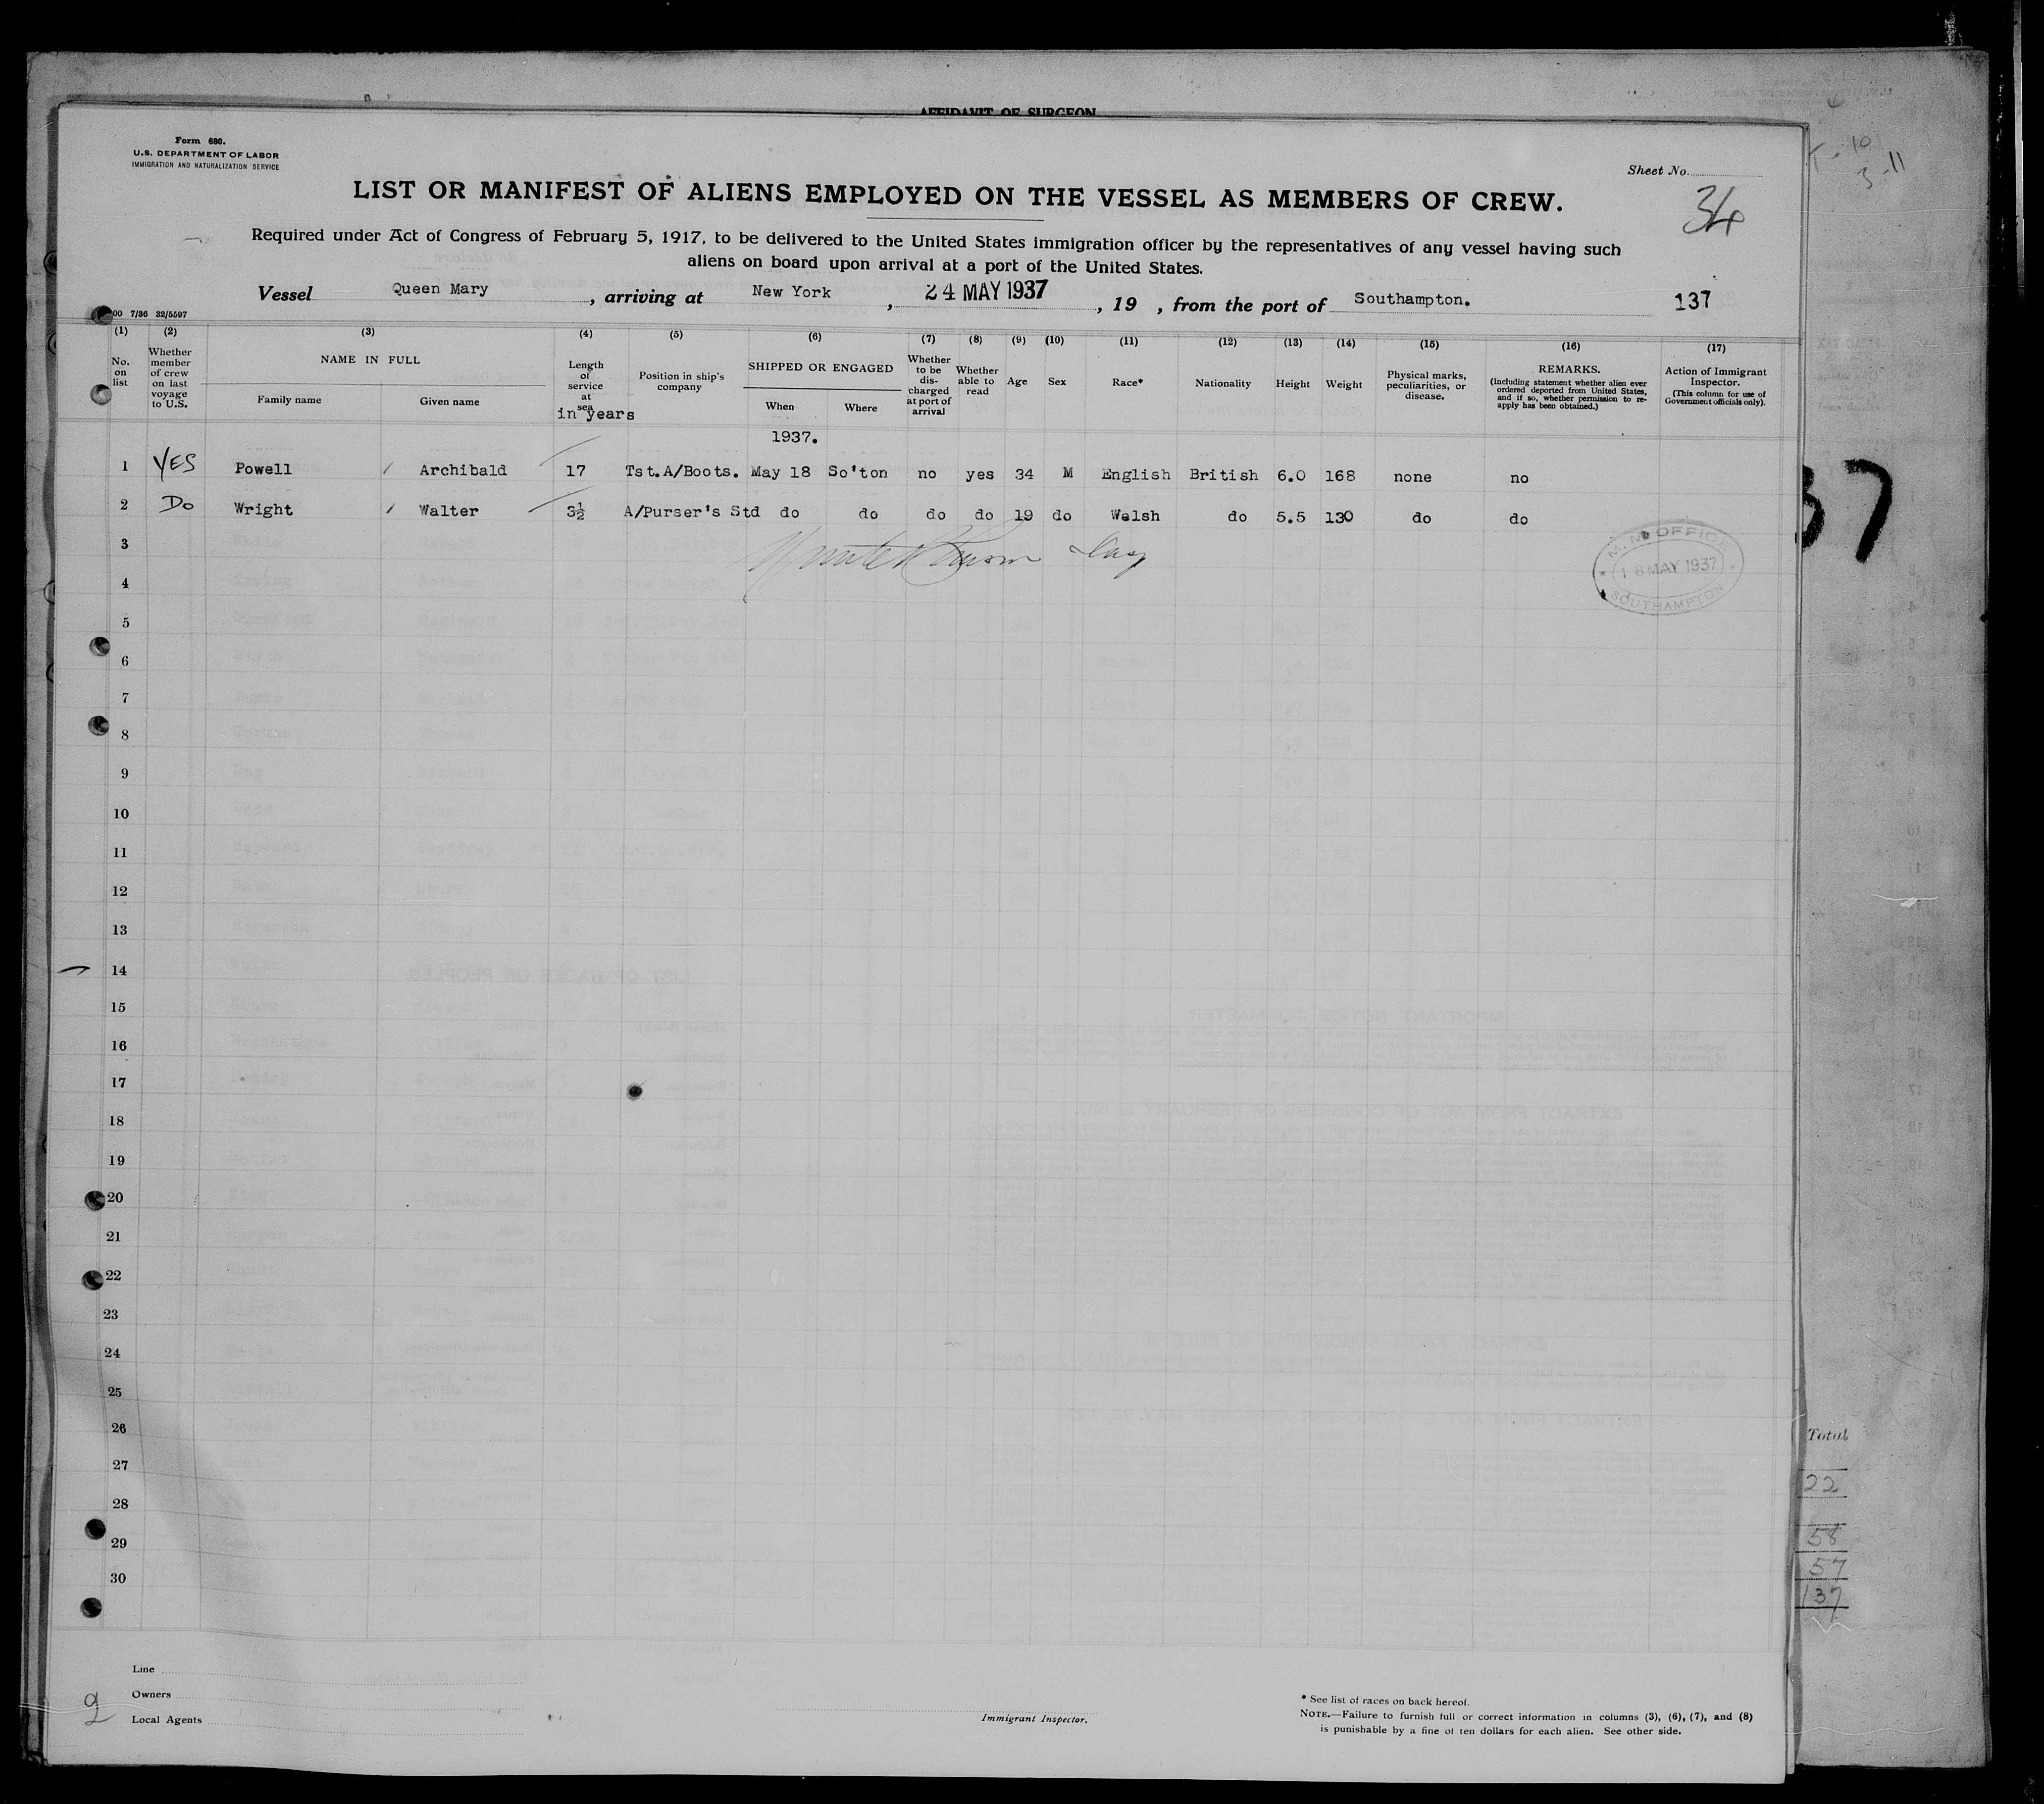 AFFIDAVIT OF SURGEON
Form 680.
U.S. DEPARTMENT OF LABOR
IMMIGRATION AND NATURALIZATION SERVICE
Sheet No.
34
LIST OR MANIFEST OF ALIENS EMPLOYED ON THE VESSEL AS MEMBERS OF CREW.
Required under Act of Congress of February 5, 1917, to be delivered to the United States immigration officer by the representatives of any vessel having such
aliens on board upon arrival at a port of the United States.
Vessel Queen Mary, arriving at New York, 24 MAY 1937, 19 , from the port of Southampton. 137
00 7/36 32/5597
(1) (2) (3) (4) (5) (6) (7) (8) (9) (10) (11) (12) (13) (14) (15) (16) (17)
No. on list
Whether member of crew on last voyage to U.S.
NAME IN FULL
Family name Given name
Length of service at sea
in years
Position in ship's company
SHIPPED OR ENGAGED
When Where
Whether to be dis-charged at port of arrival
Whether able to read
Age
Sex
Race*
Nationality
Height
Weight
Physical marks, peculiarities, or disease.
REMARKS.
(Including statement whether alien ever ordered deported from United States, and if so, whether permission to re-apply has been obtained.)
Action of Immigrant Inspector.
(This column for use of Government officials only).
1937.
1 YES Powell / Archibald 17 Tst.A/Boots. May 18 So'ton no yes 34 M English British 6.0 168 none no
2 Do Wright / Walter 3½ A/Purser's Std do do do do 19 do Welsh do 5.5 130 do do
3
4
M.M. OFFICE
18 MAY 1937
SOUTHAMPTON
37
5
6
7
8
9
10
11
12
13
14
15
16
17
18
19
20
21
22
23
24
25
26
27
28
29
30
Total
22
58
57
137
Line
Owners
Local Agents
Immigrant Inspector.
* See list of races on back hereof.
NOTE.—Failure to furnish full or correct information in columns (3), (6), (7), and (8)
is punishable by a fine of ten dollars for each alien. See other side.